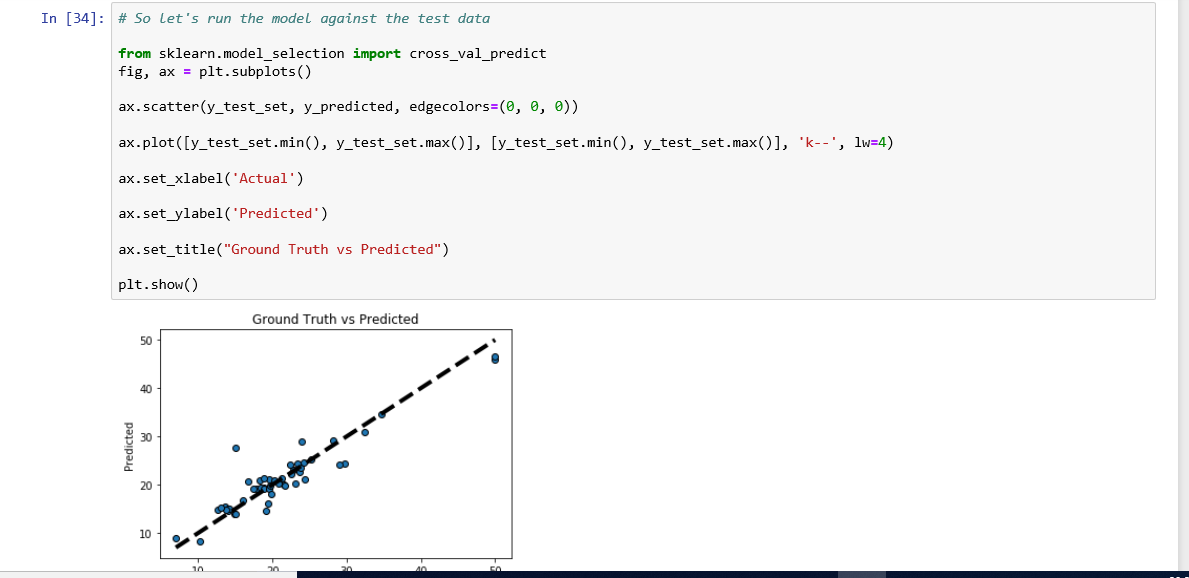 In [34]: # So let's run the model against the test data
from sklearn.model_selection import cross_val_predict
fig, ax = plt.subplots()
ax.scatter(y_test_set, y_predicted, edgecolors=(0, 0, 0))
ax.plot([y_test_set.min(), y_test_set.max()], [y_test_set.min(), y_test_set.max()], 'k--', lw=4)
ax.set_xlabel('Actual')
ax.set_ylabel('Predicted')
ax.set_title("Ground Truth vs Predicted")
plt.show()
Ground Truth vs Predicted
50
40
30
20
10
Predicted
10 20 30 40 50